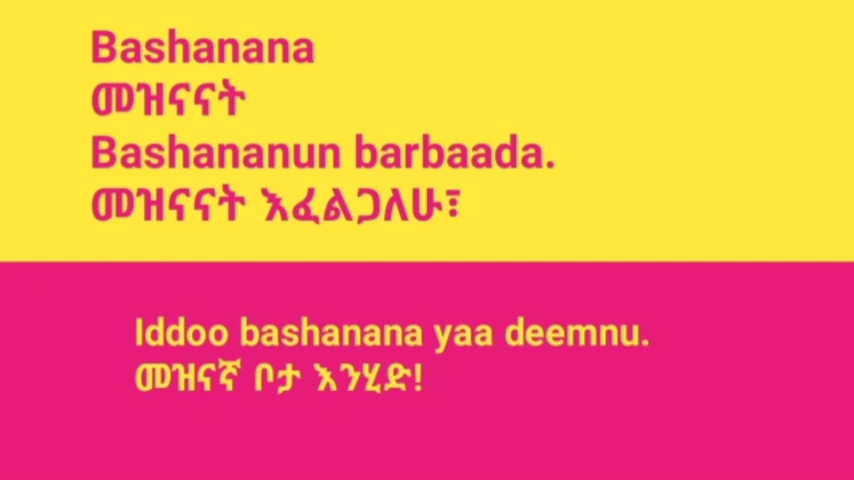 Bashanana
መዝናናት
Bashananun barbaada.
መዝናናት እፈልጋለሁ፣
Iddoo bashanana yaa deemnu.
መዝናኛ ቦታ እንሂድ!